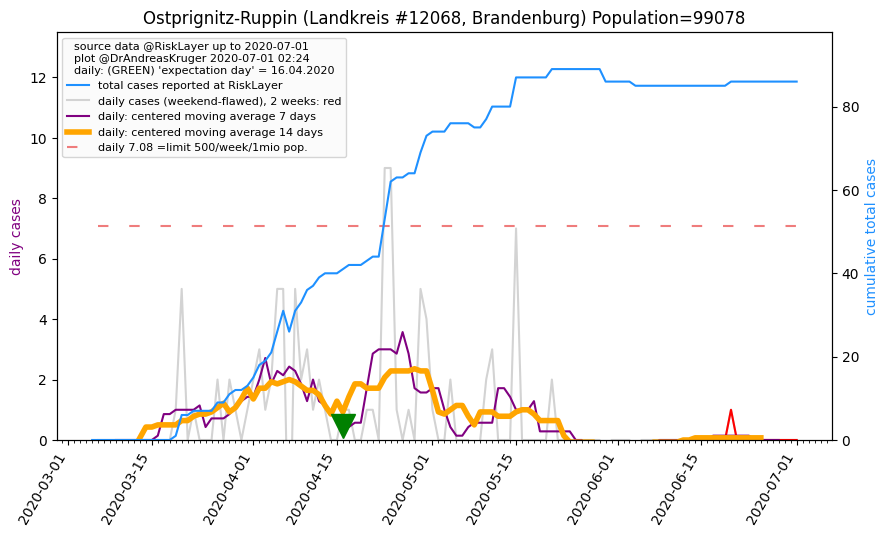 Ostprignitz-Ruppin (Landkreis #12068, Brandenburg) Population=99078
source data @RiskLayer up to 2020-07-01
plot @DrAndreasKruger 2020-07-01 02:24
daily: (GREEN) 'expectation day' = 16.04.2020
total cases reported at RiskLayer
daily cases (weekend-flawed), 2 weeks: red
daily: centered moving average 7 days
daily: centered moving average 14 days
daily 7.08 =limit 500/week/1mio pop.
daily cases
12
10
8
6
4
2
0
80
60
40
20
0
cumulative total cases
2020-03-01
2020-03-15
2020-04-01
2020-04-15
2020-05-01
2020-05-15
2020-06-01
2020-06-15
2020-07-01